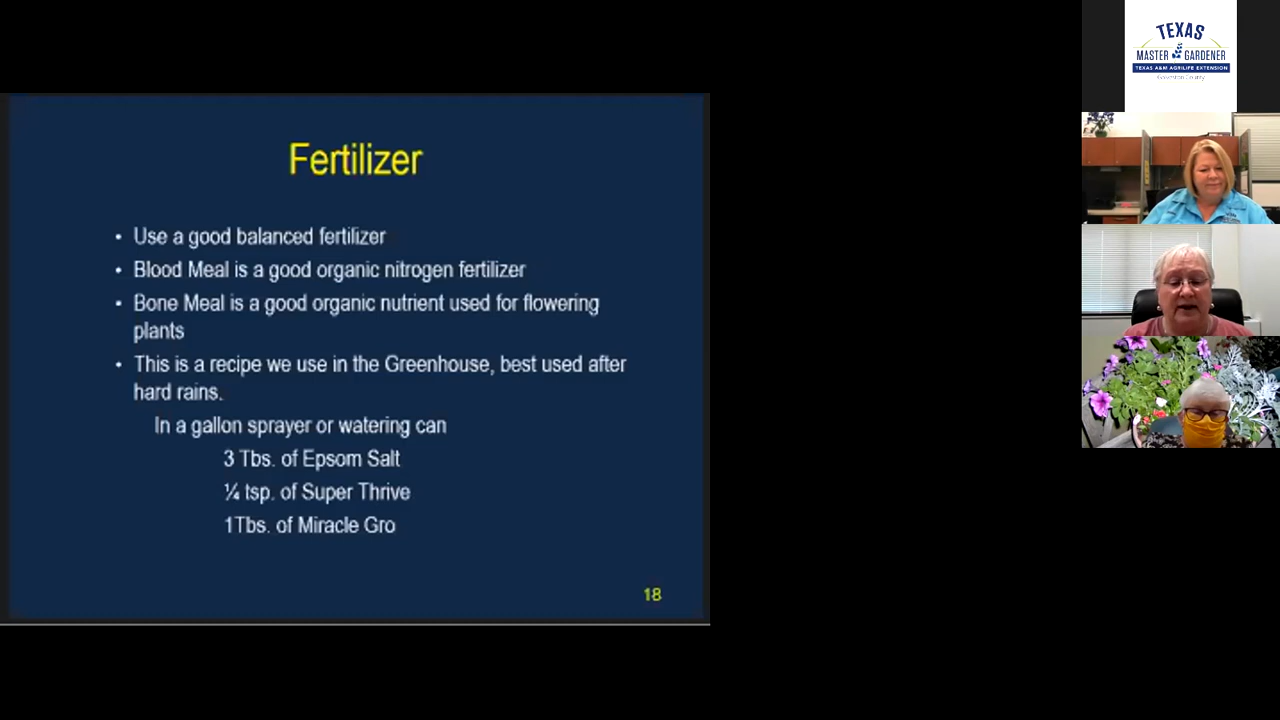 Fertilizer
• Use a good balanced fertilizer
• Blood Meal is a good organic nitrogen fertilizer
• Bone Meal is a good organic nutrient used for flowering
plants
• This is a recipe we use in the Greenhouse, best used after
hard rains.
In a gallon sprayer or watering can
3 Tbs. of Epsom Salt
¼ tsp. of Super Thrive
1Tbs. of Miracle Gro
18
TEXAS
MASTER GARDENER
TEXAS A&M AGRILIFE EXTENSION
Galveston County